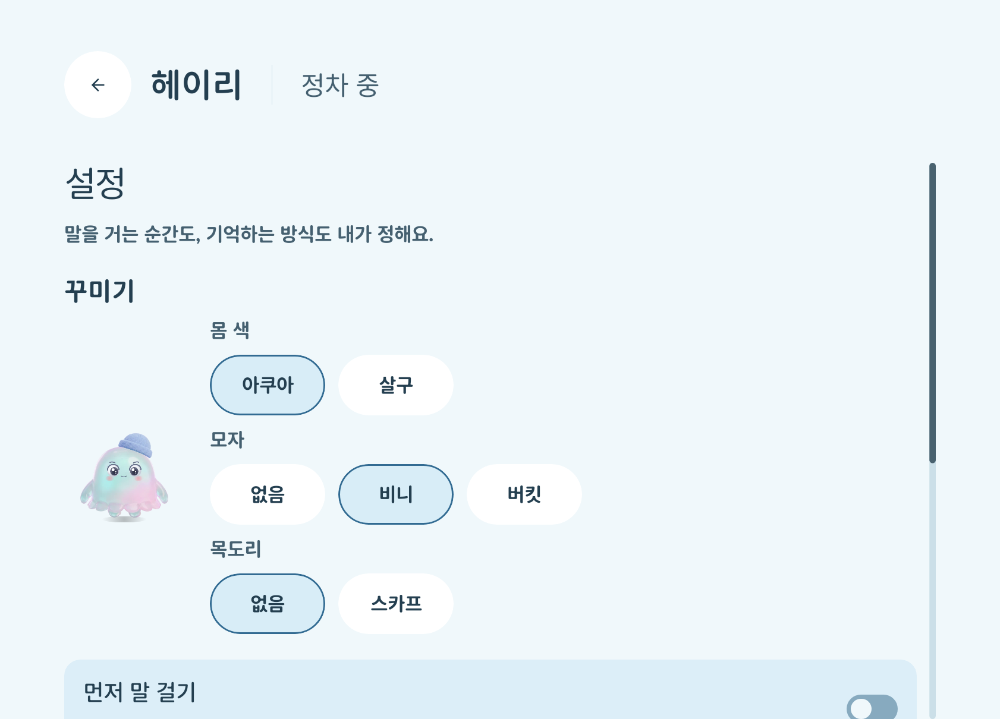 헤이리
정차 중
설정
말을 거는 순간도, 기억하는 방식도 내가 정해요.
꾸미기
몸 색
아쿠아
살구
모자
없음
비니
버킷
목도리
없음
스카프
먼저 말 걸기